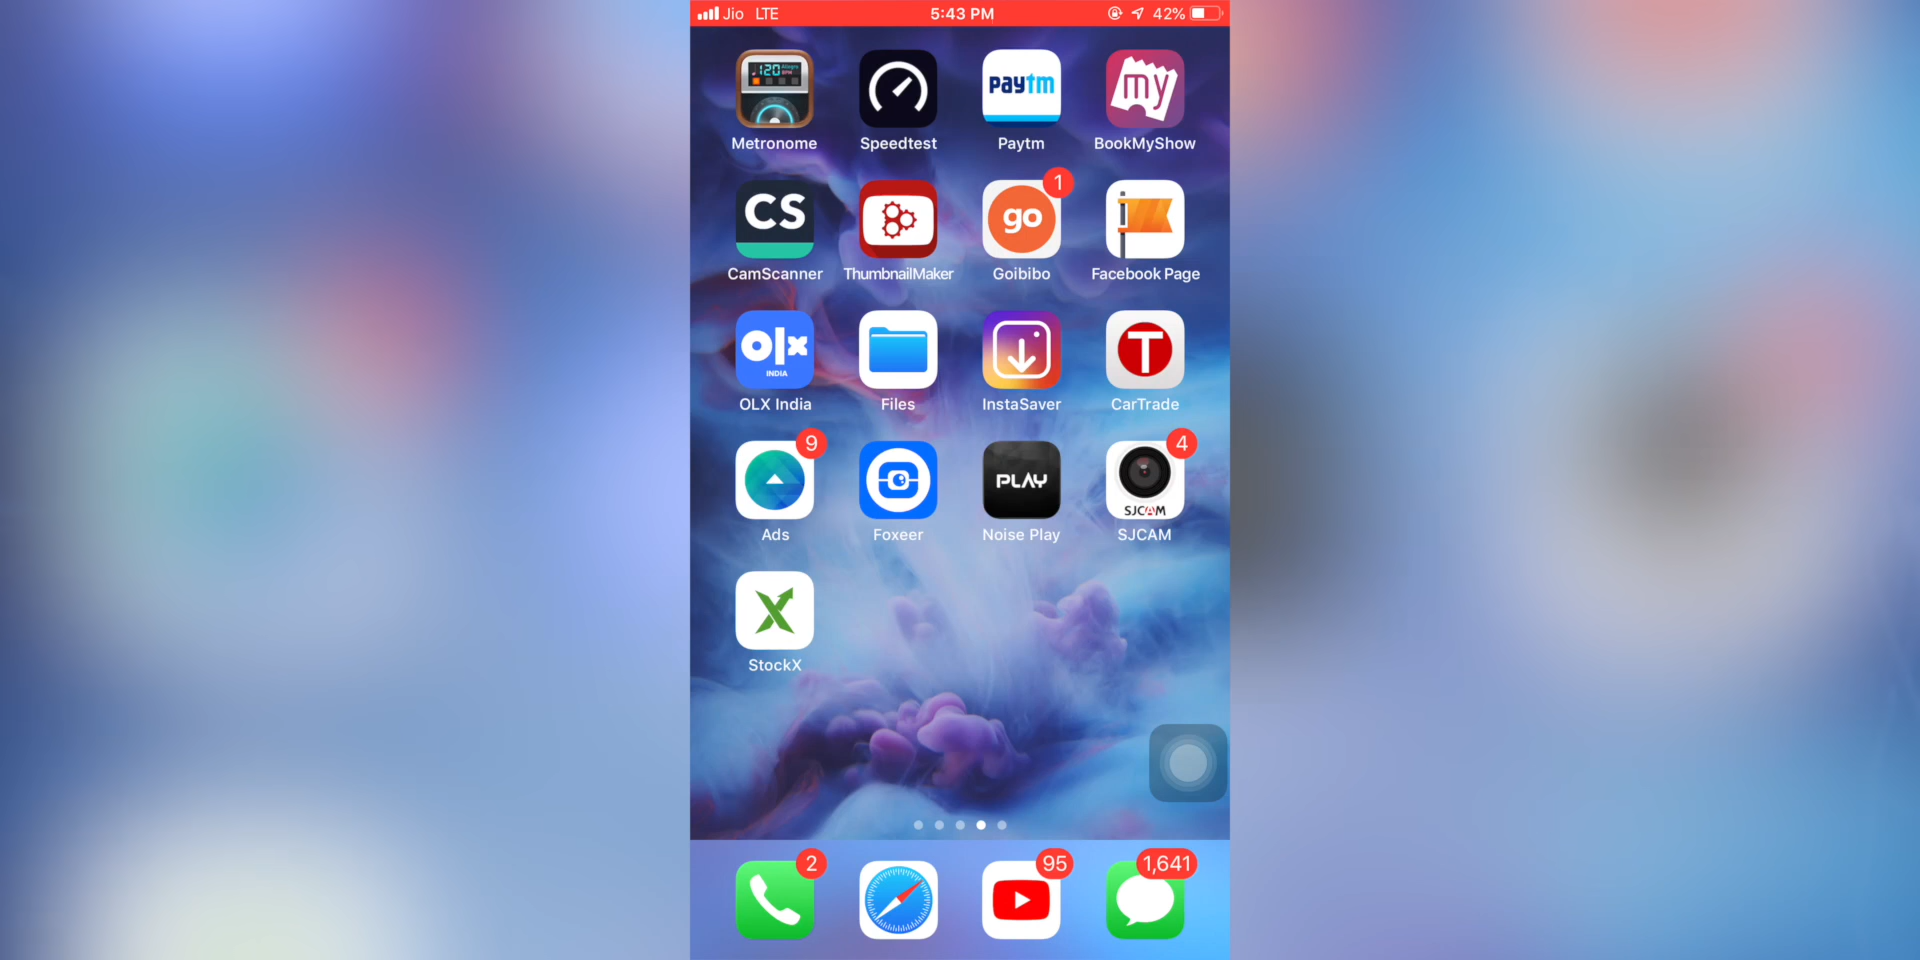 Jio LTE 5:43 PM 42%
120 Allegro BPM
paytm
my
Metronome Speedtest Paytm BookMyShow
1
CS
go
CamScanner ThumbnailMaker Goibibo Facebook Page
olx
INDIA
T
OLX India Files InstaSaver CarTrade
9 4
PLAY
SJCAM
Ads Foxeer Noise Play SJCAM
X
StockX
2 95 1,641